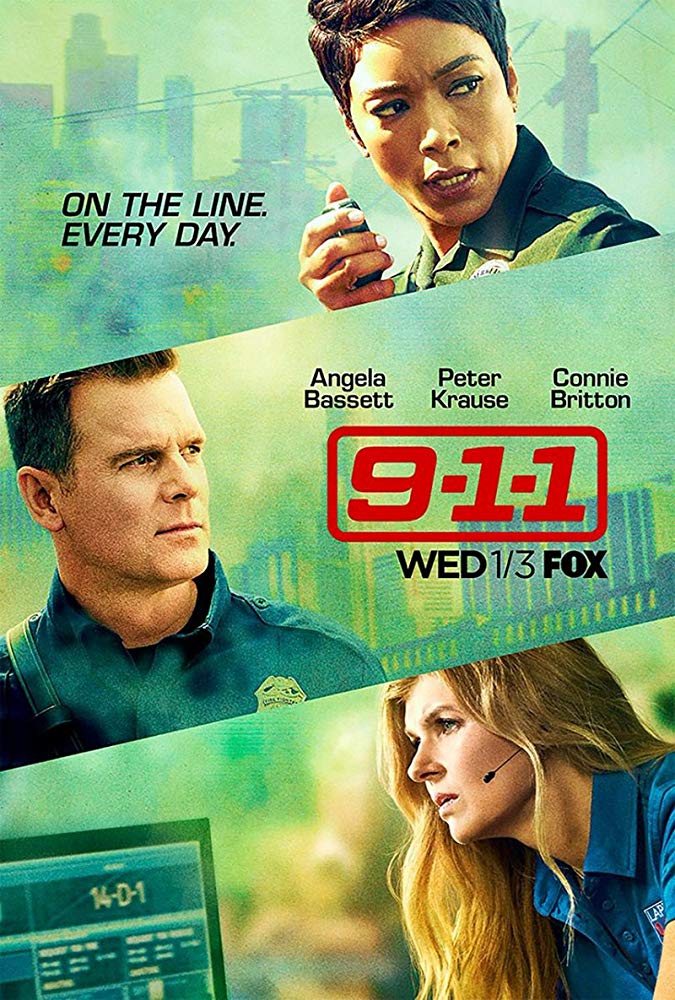 ON THE LINE.
EVERY DAY.
Angela Bassett
Peter Krause
Connie Britton
9-1-1
WED 1/3 FOX
14-D-1